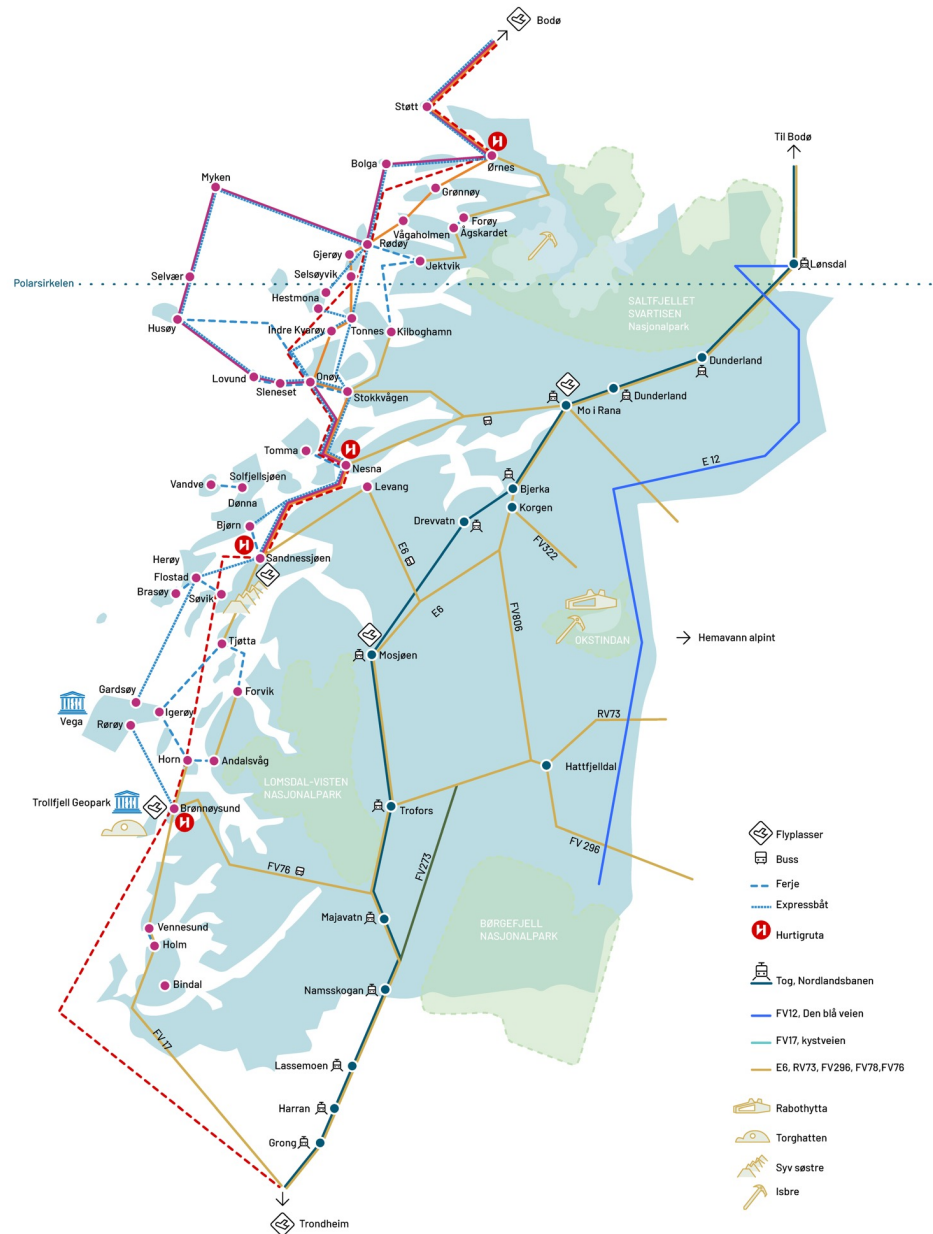 Bodø
Støtt
Til Bodø
Bolga
Ørnes
Myken
Grønnøy
Forøy
Vågaholmen
Ågskardet
Rødøy
Gjerøy
Jektvik
Lønsdal
Selvær
Selsøyvik
Polarsirkelen
Hestmona
SALTFJELLET
SVARTISEN
Nasjonalpark
Husøy
Indre Kvarøy
Tonnes
Kilboghamn
Dunderland
Lovund
Onøy
Sleneset
Stokkvågen
Dunderland
Mo i Rana
Tomma
Nesna
E 12
Solfjellsjøen
Vandve
Levang
Bjerka
Dønna
Korgen
Bjørn
Drevvatn
FV322
E6
Herøy
Sandnessjøen
Flostad
Brasøy
Søvik
E6
FV806
OKSTINDAN
Tjøtta
Mosjøen
Hemavann alpint
Forvik
Gardsøy
Igerøy
Vega
Rørøy
RV73
Horn
Andalsvåg
Hattfjelldal
LOMSDAL-VISTEN
NASJONALPARK
Trollfjell Geopark
Brønnøysund
Trofors
Flyplasser
FV 296
FV273
Buss
FV76
Ferje
Expressbåt
Majavatn
BØRGEFJELL
NASJONALPARK
Vennesund
Hurtigruta
Holm
Bindal
Namsskogan
Tog, Nordlandsbanen
FV12, Den blå veien
FV 17
FV17, kystveien
Lassemoen
E6, RV73, FV296, FV78,FV76
Harran
Rabothytta
Grong
Torghatten
Syv søstre
Isbre
Trondheim